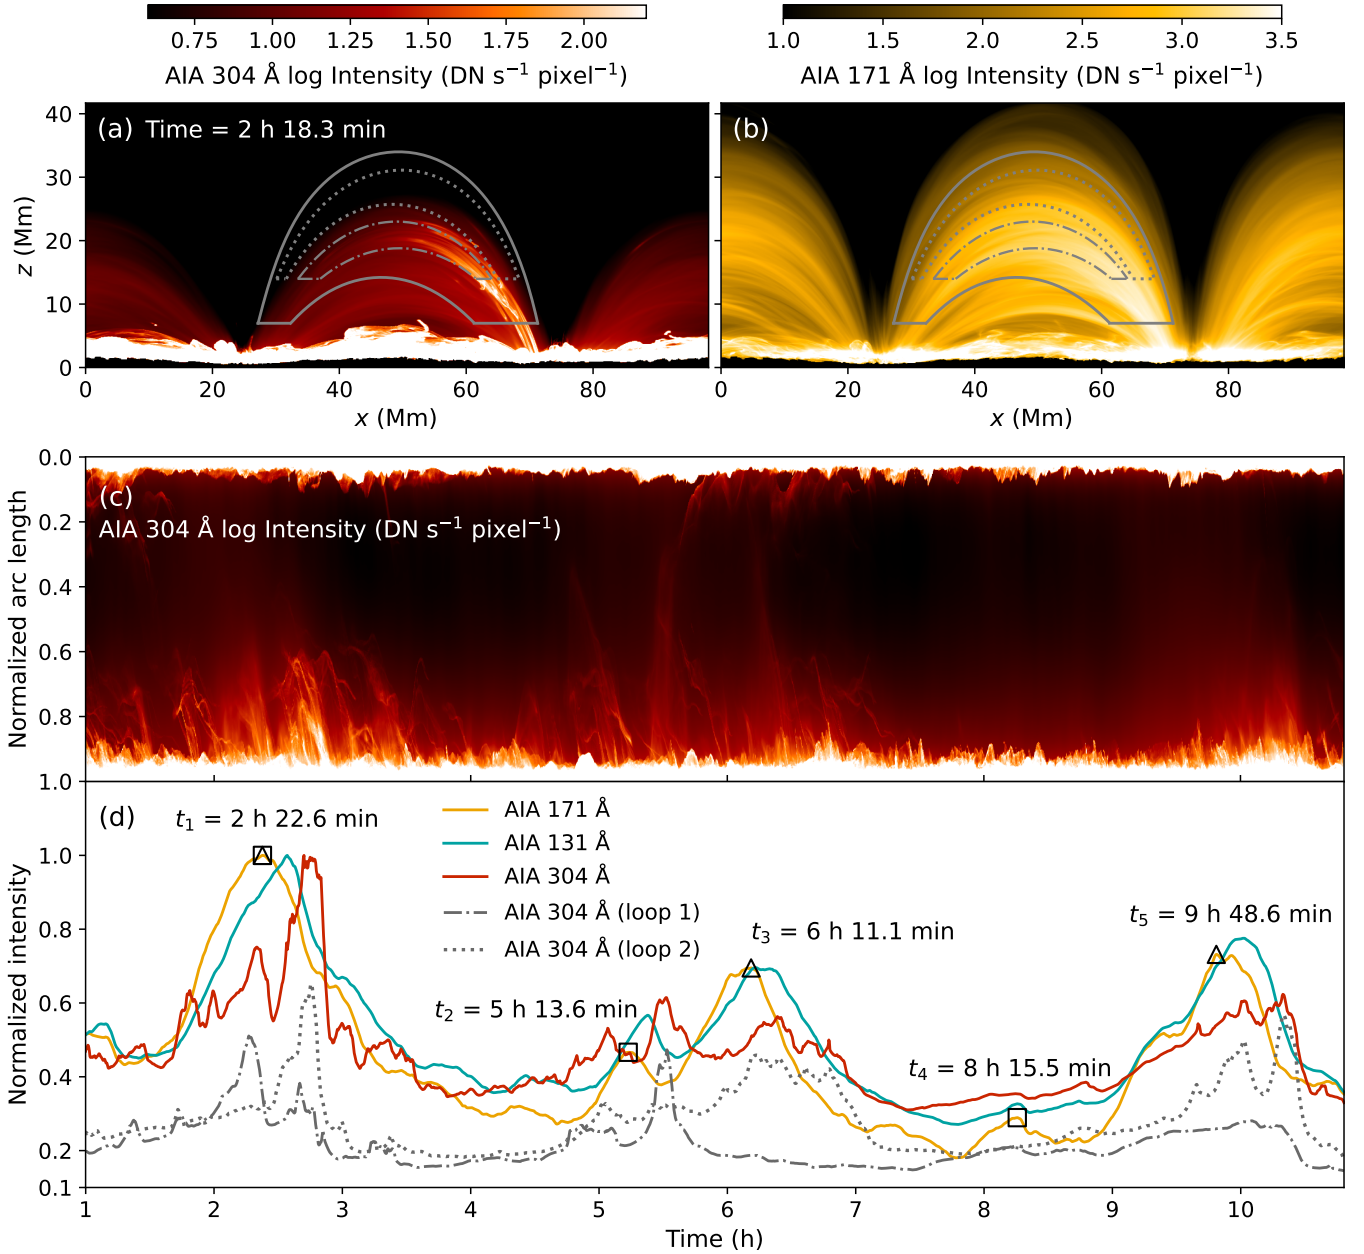 0.75 1.00 1.25 1.50 1.75 2.00
AIA 304 Å log Intensity (DN s⁻¹ pixel⁻¹)
1.0 1.5 2.0 2.5 3.0 3.5
AIA 171 Å log Intensity (DN s⁻¹ pixel⁻¹)
(a) Time = 2 h 18.3 min
(b)
40
30
20
10
0
z (Mm)
0 20 40 60 80
x (Mm)
0 20 40 60 80
x (Mm)
0.0
0.2
0.4
0.6
0.8
1.0
Normalized arc length
(c)
AIA 304 Å log Intensity (DN s⁻¹ pixel⁻¹)
(d)
t₁ = 2 h 22.6 min
AIA 171 Å
AIA 131 Å
AIA 304 Å
AIA 304 Å (loop 1)
AIA 304 Å (loop 2)
t₂ = 5 h 13.6 min
t₃ = 6 h 11.1 min
t₄ = 8 h 15.5 min
t₅ = 9 h 48.6 min
1.0
0.8
0.6
0.4
0.2
0.1
Normalized intensity
1 2 3 4 5 6 7 8 9 10
Time (h)